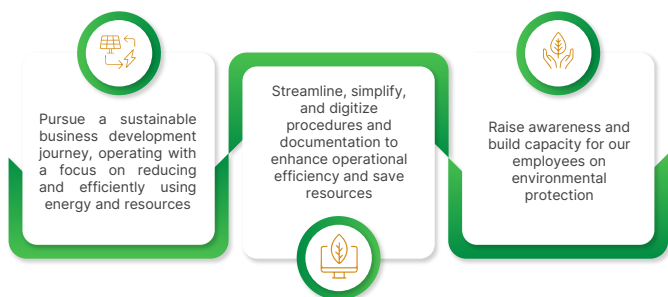 Pursue a sustainable
business development
journey, operating with
a focus on reducing
and efficiently using
energy and resources
Streamline, simplify,
and digitize
procedures and
documentation to
enhance operational
efficiency and save
resources
Raise awareness and
build capacity for our
employees on
environmental
protection